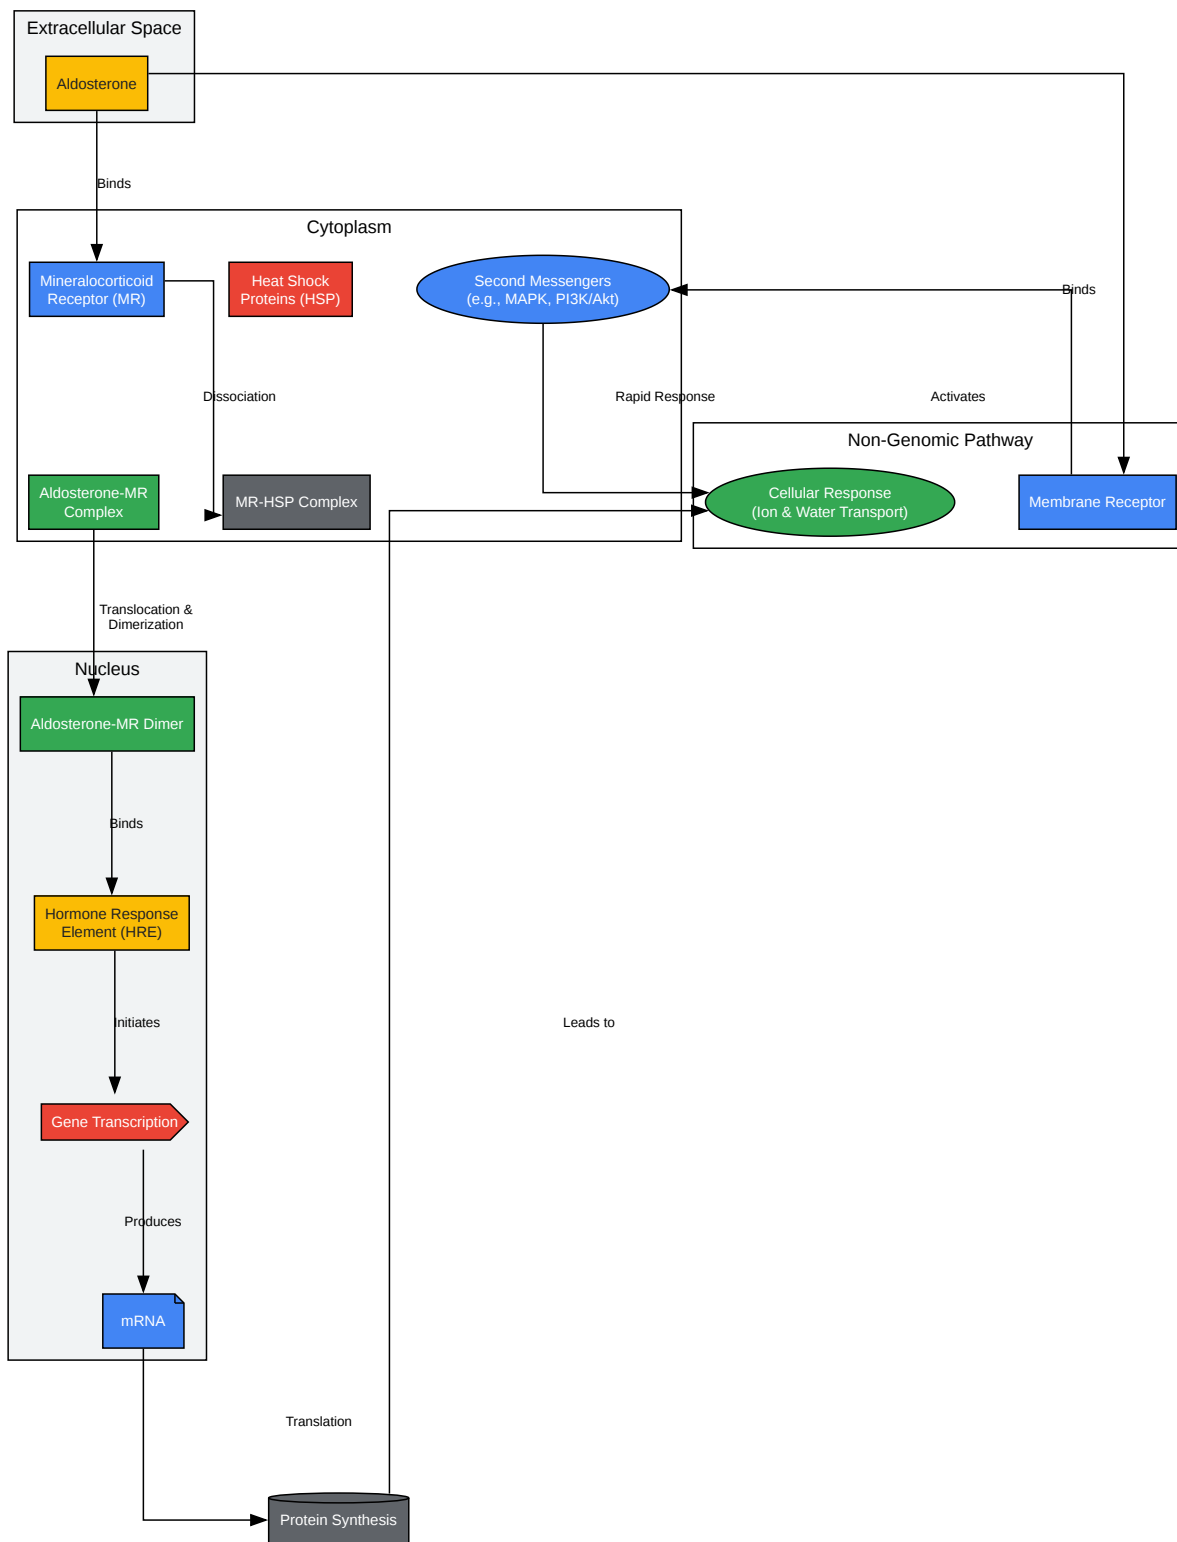 Extracellular Space
Aldosterone
Binds
Cytoplasm
Mineralocorticoid
Receptor (MR)
Heat Shock
Proteins (HSP)
Second Messengers
(e.g., MAPK, PI3K/Akt)
Binds
Dissociation
Rapid Response
Activates
Non-Genomic Pathway
Aldosterone-MR
Complex
MR-HSP Complex
Cellular Response
(Ion & Water Transport)
Membrane Receptor
Translocation &
Dimerization
Nucleus
Aldosterone-MR Dimer
Binds
Hormone Response
Element (HRE)
Initiates
Leads to
Gene Transcription
Produces
mRNA
Translation
Protein Synthesis